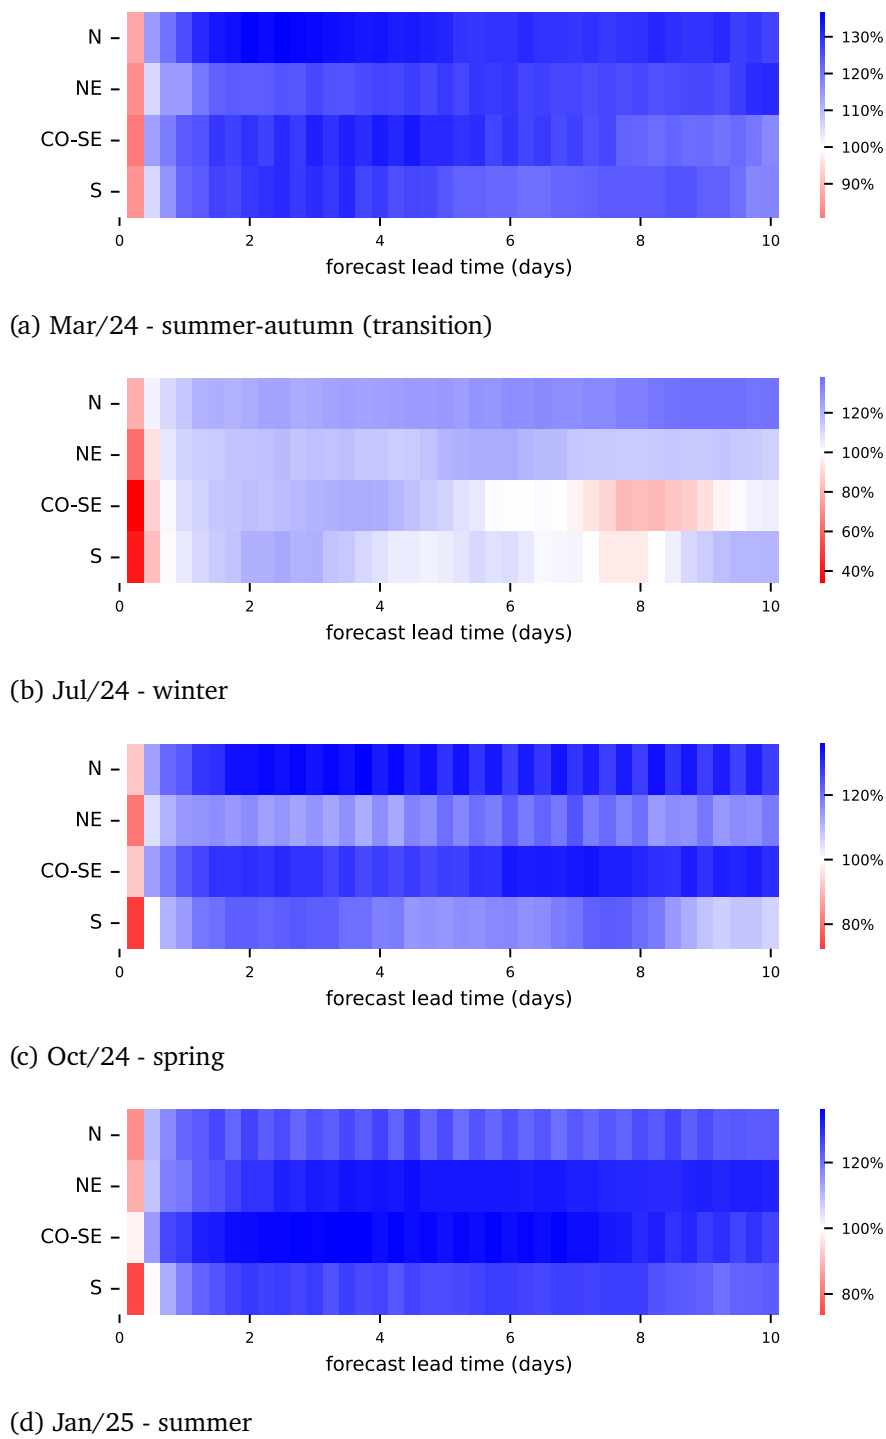 N
NE
CO-SE
S
0 2 4 6 8 10
forecast lead time (days)
130%
120%
110%
100%
90%
(a) Mar/24 - summer-autumn (transition)
N
NE
CO-SE
S
0 2 4 6 8 10
forecast lead time (days)
120%
100%
80%
60%
40%
(b) Jul/24 - winter
N
NE
CO-SE
S
0 2 4 6 8 10
forecast lead time (days)
120%
100%
80%
(c) Oct/24 - spring
N
NE
CO-SE
S
0 2 4 6 8 10
forecast lead time (days)
120%
100%
80%
(d) Jan/25 - summer